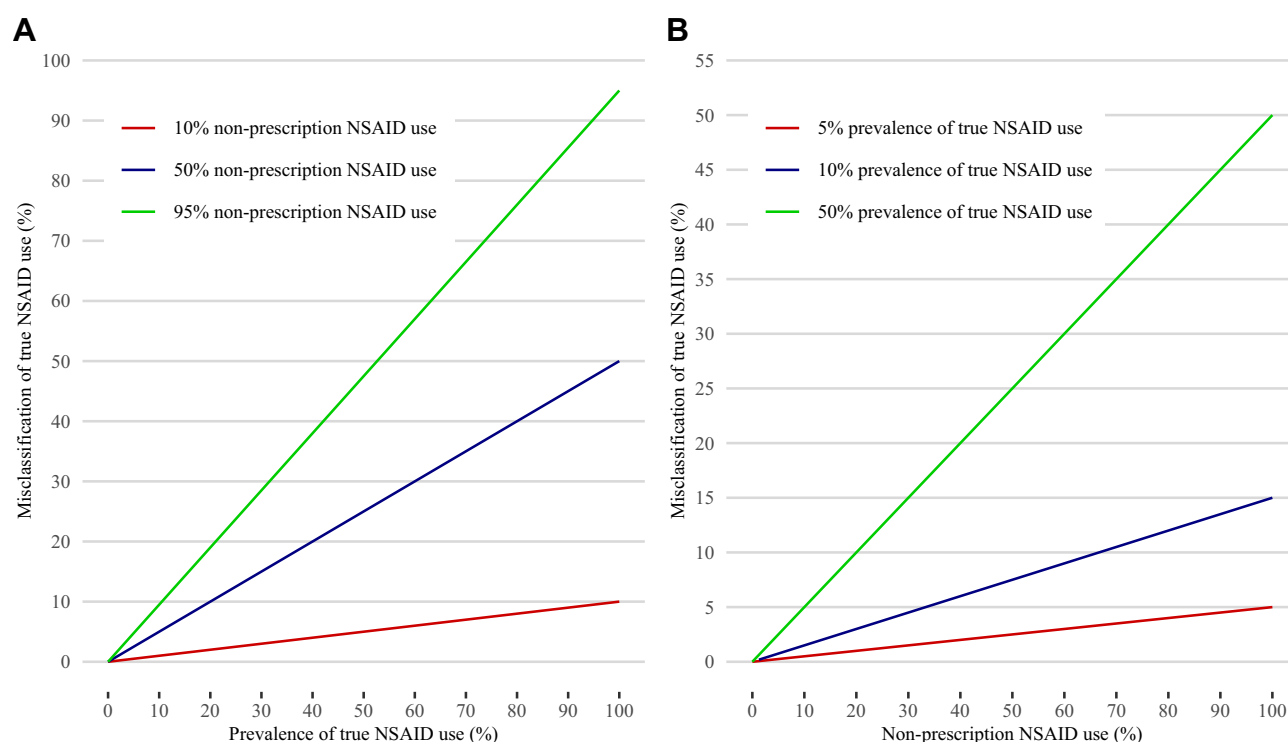 A
Misclassification of true NSAID use (%)
100
90
80
70
60
50
40
30
20
10
0
10% non-prescription NSAID use
50% non-prescription NSAID use
95% non-prescription NSAID use
0 10 20 30 40 50 60 70 80 90 100
Prevalence of true NSAID use (%)
B
Misclassification of true NSAID use (%)
55
50
45
40
35
30
25
20
15
10
5
0
5% prevalence of true NSAID use
10% prevalence of true NSAID use
50% prevalence of true NSAID use
0 10 20 30 40 50 60 70 80 90 100
Non-prescription NSAID use (%)